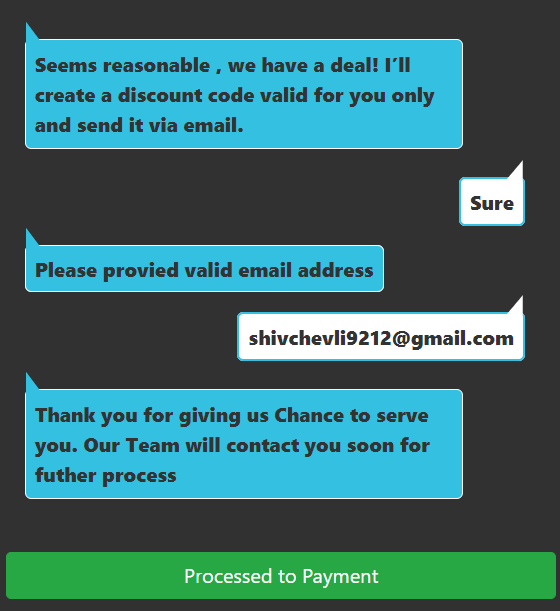 Seems reasonable , we have a deal! I’ll
create a discount code valid for you only
and send it via email.
Sure
Please provied valid email address
shivchevli9212@gmail.com
Thank you for giving us Chance to serve
you. Our Team will contact you soon for
futher process
Processed to Payment